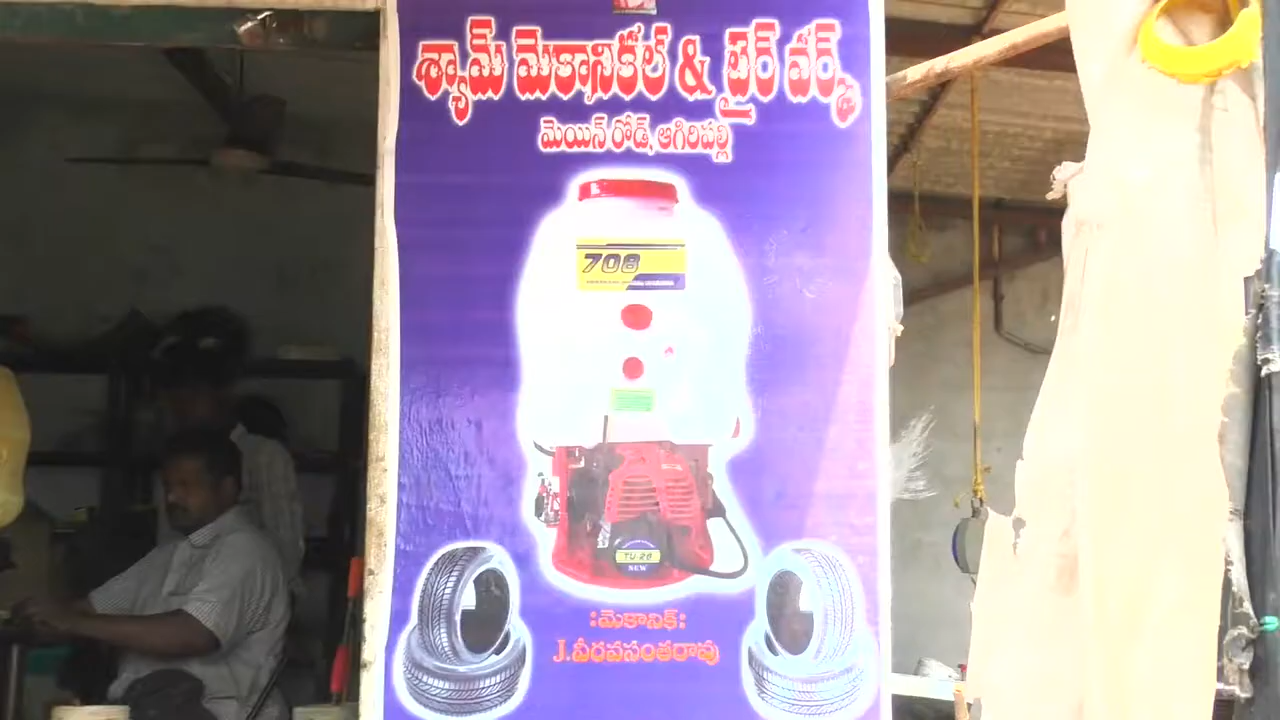 శ్యామ్ మెకానికల్ & టైర్ వర్క్స్
మెయిన్ రోడ్, ఆగిరిపల్లి
708
TU-26
NEW
:మెకానిక్:
J.వీరవసంతరావు